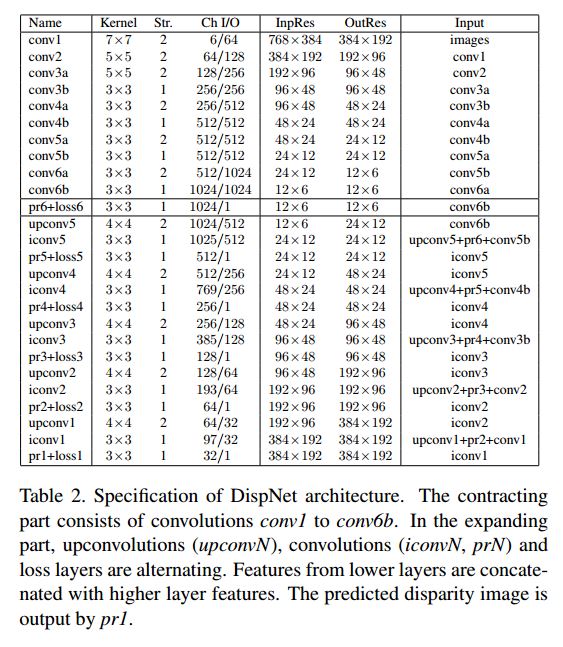 Name Kernel Str. Ch I/O InpRes OutRes Input
conv1 7×7 2 6/64 768×384 384×192 images
conv2 5×5 2 64/128 384×192 192×96 conv1
conv3a 5×5 2 128/256 192×96 96×48 conv2
conv3b 3×3 1 256/256 96×48 96×48 conv3a
conv4a 3×3 2 256/512 96×48 48×24 conv3b
conv4b 3×3 1 512/512 48×24 48×24 conv4a
conv5a 3×3 2 512/512 48×24 24×12 conv4b
conv5b 3×3 1 512/512 24×12 24×12 conv5a
conv6a 3×3 2 512/1024 24×12 12×6 conv5b
conv6b 3×3 1 1024/1024 12×6 12×6 conv6a
pr6+loss6 3×3 1 1024/1 12×6 12×6 conv6b
upconv5 4×4 2 1024/512 12×6 24×12 conv6b
iconv5 3×3 1 1025/512 24×12 24×12 upconv5+pr6+conv5b
pr5+loss5 3×3 1 512/1 24×12 24×12 iconv5
upconv4 4×4 2 512/256 24×12 48×24 iconv5
iconv4 3×3 1 769/256 48×24 48×24 upconv4+pr5+conv4b
pr4+loss4 3×3 1 256/1 48×24 48×24 iconv4
upconv3 4×4 2 256/128 48×24 96×48 iconv4
iconv3 3×3 1 385/128 96×48 96×48 upconv3+pr4+conv3b
pr3+loss3 3×3 1 128/1 96×48 96×48 iconv3
upconv2 4×4 2 128/64 96×48 192×96 iconv3
iconv2 3×3 1 193/64 192×96 192×96 upconv2+pr3+conv2
pr2+loss2 3×3 1 64/1 192×96 192×96 iconv2
upconv1 4×4 2 64/32 192×96 384×192 iconv2
iconv1 3×3 1 97/32 384×192 384×192 upconv1+pr2+conv1
pr1+loss1 3×3 1 32/1 384×192 384×192 iconv1
Table 2. Specification of DispNet architecture. The contracting
part consists of convolutions conv1 to conv6b. In the expanding
part, upconvolutions (upconvN), convolutions (iconvN, prN) and
loss layers are alternating. Features from lower layers are concate-
nated with higher layer features. The predicted disparity image is
output by pr1.